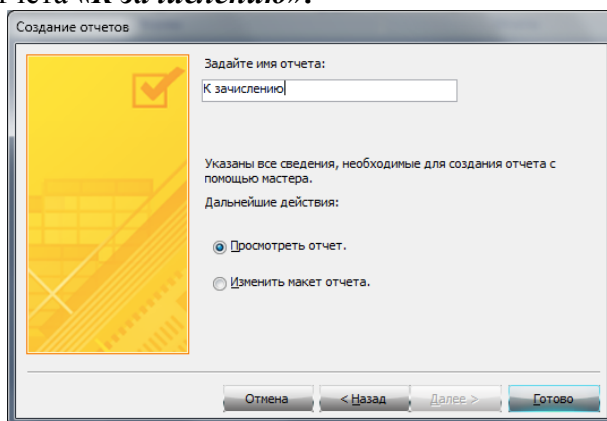 «К зачислению».
Создание отчетов
Задайте имя отчета:
К зачислению
Указаны все сведения, необходимые для создания отчета с
помощью мастера.
Дальнейшие действия:
Просмотреть отчет.
Изменить макет отчета.
Отмена
< Назад
Далее >
Готово